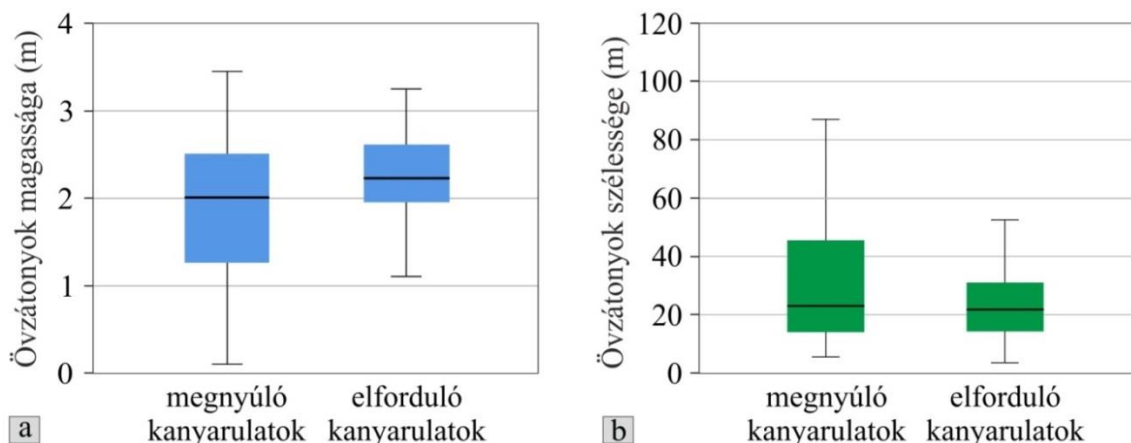 Övzátonyok magassága (m)
4
3
2
1
0
megnyúló
kanyarulatok
elforduló
kanyarulatok
a
Övzátonyok szélessége (m)
120
100
80
60
40
20
0
megnyúló
kanyarulatok
elforduló
kanyarulatok
b